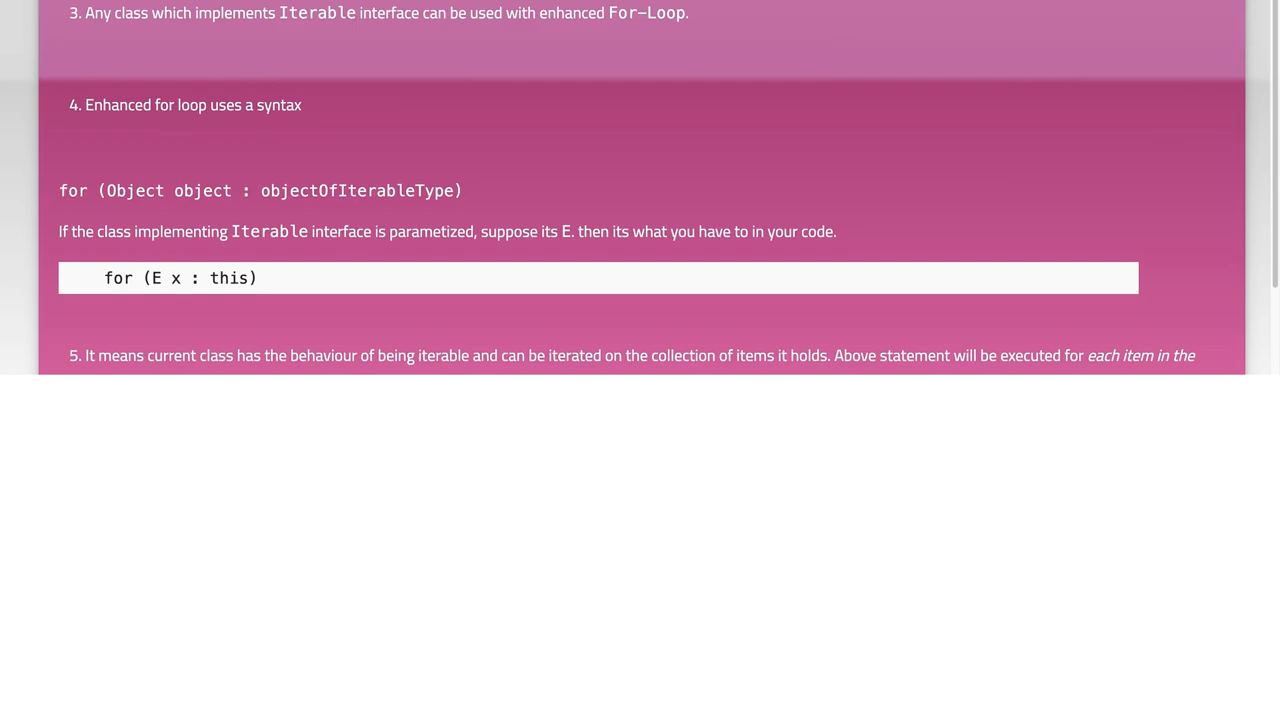 3. Any class which implements Iterable interface can be used with enhanced For-Loop.
4. Enhanced for loop uses a syntax
for (Object object : objectOfIterableType)
If the class implementing Iterable interface is parametized, suppose its E. then its what you have to in your code.
for (E x : this)
5. It means current class has the behaviour of being iterable and can be iterated on the collection of items it holds. Above statement will be executed for each item in the